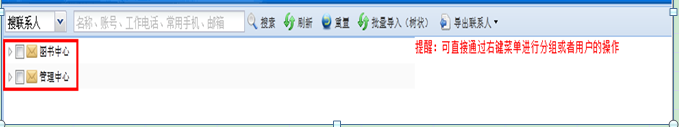 搜联系人 名称、账号、工作电话、常用手机、邮箱 搜索 刷新 重置 批量导入（树状） 导出联系人
图书中心 提醒：可直接通过右键菜单进行分组或者用户的操作
管理中心